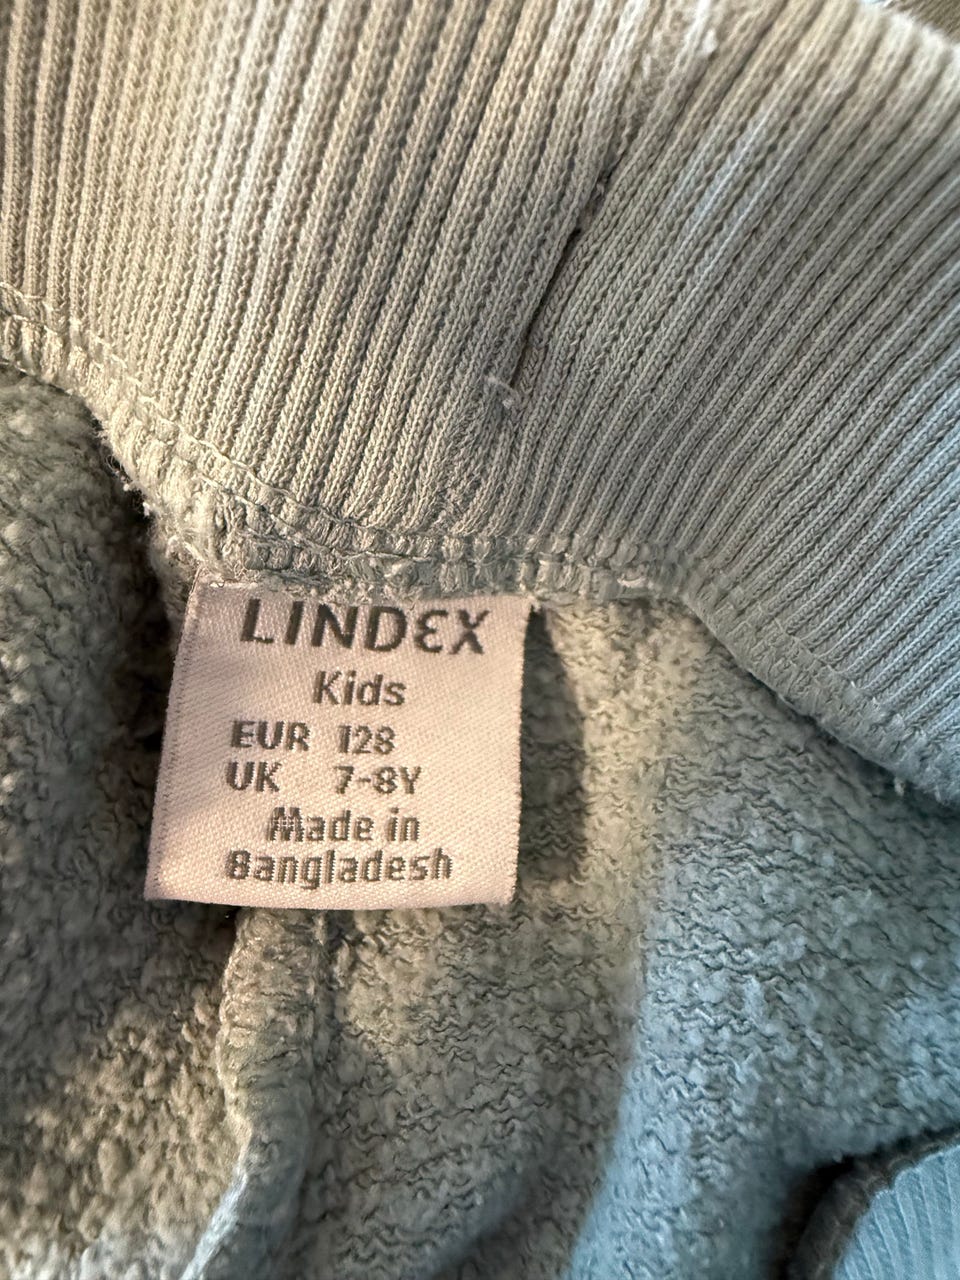 LINDEX
Kids
EUR 128
UK 7-8Y
Made in
Bangladesh